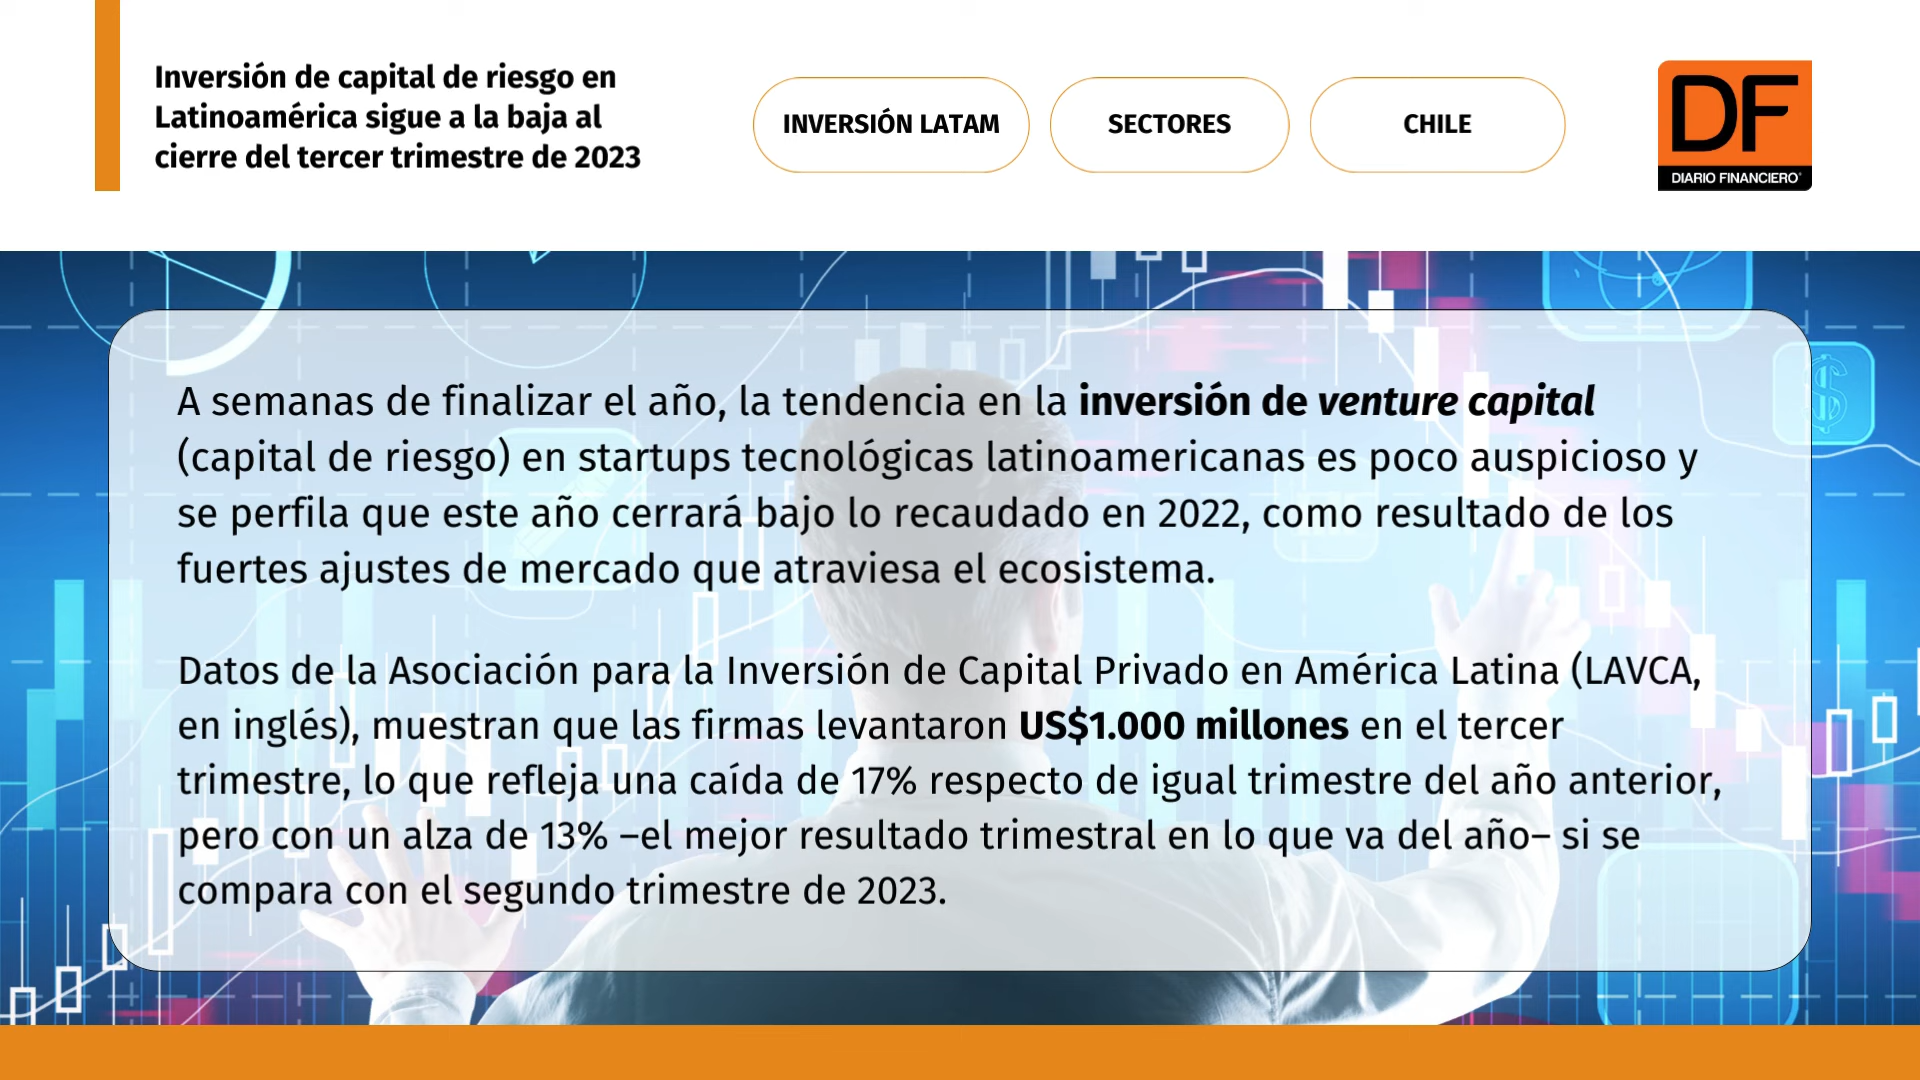 Inversión de capital de riesgo en
Latinoamérica sigue a la baja al
cierre del tercer trimestre de 2023
INVERSIÓN LATAM
SECTORES
CHILE
DF
DIARIO FINANCIERO®
A semanas de finalizar el año, la tendencia en la inversión de venture capital
(capital de riesgo) en startups tecnológicas latinoamericanas es poco auspicioso y
se perfila que este año cerrará bajo lo recaudado en 2022, como resultado de los
fuertes ajustes de mercado que atraviesa el ecosistema.
Datos de la Asociación para la Inversión de Capital Privado en América Latina (LAVCA,
en inglés), muestran que las firmas levantaron US$1.000 millones en el tercer
trimestre, lo que refleja una caída de 17% respecto de igual trimestre del año anterior,
pero con un alza de 13% –el mejor resultado trimestral en lo que va del año– si se
compara con el segundo trimestre de 2023.